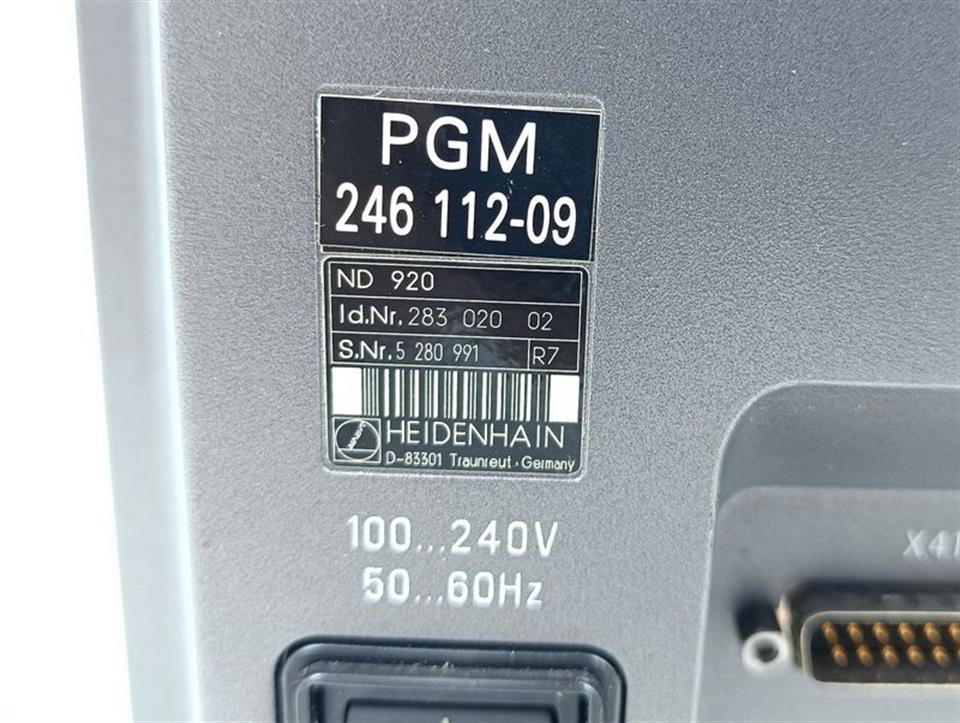 PGM
246 112-09
ND 920
Id.Nr. 283 020 02
S.Nr. 5 280 991 R7
HEIDENHAIN
D-83301 Traunreut · Germany
100...240V
50...60Hz